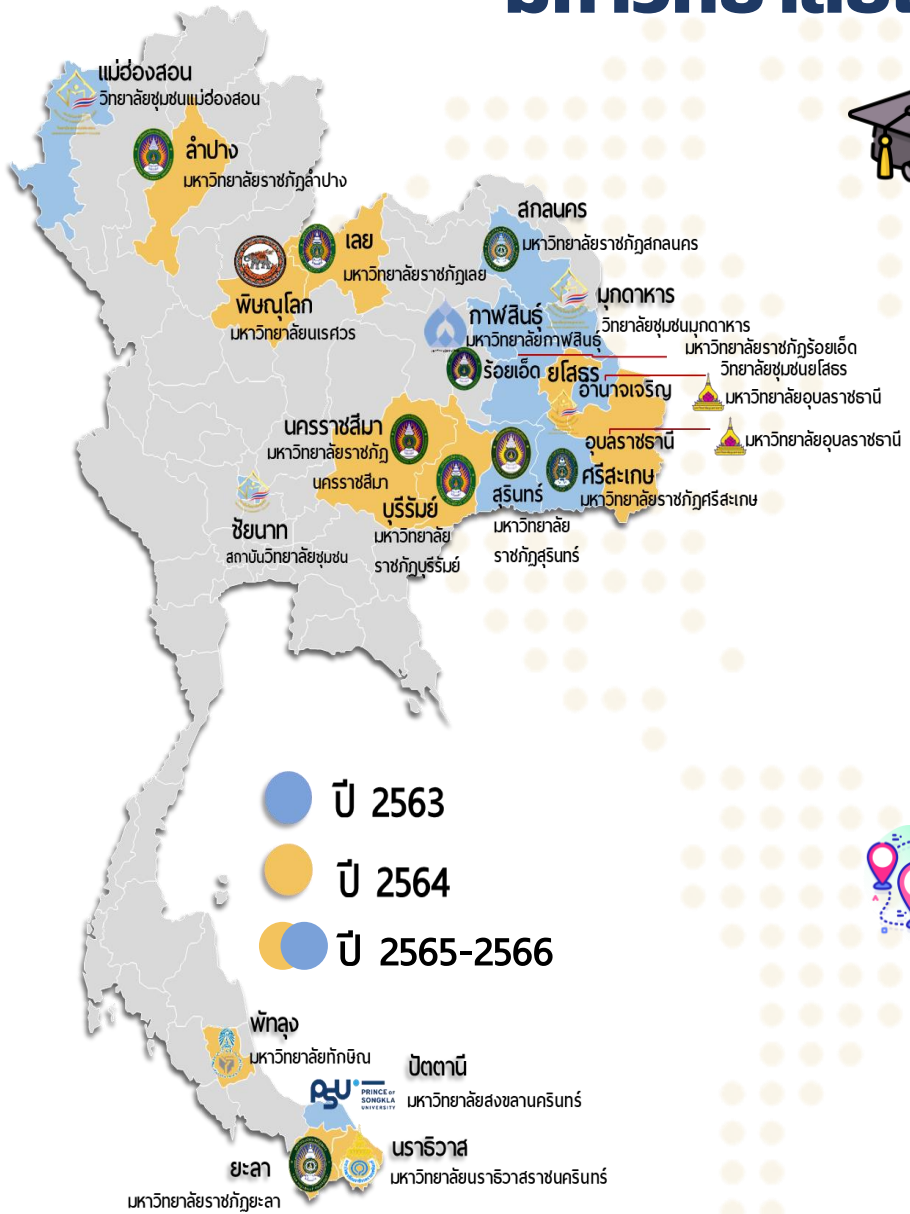 แม่ฮ่องสอน
วิทยาลัยชุมชนแม่ฮ่องสอน
ลำปาง
มหาวิทยาลัยราชภัฏลำปาง
สกลนคร
มหาวิทยาลัยราชภัฏสกลนคร
เลย
มหาวิทยาลัยราชภัฏเลย
พิษณุโลก
มหาวิทยาลัยนเรศวร
มุกดาหาร
วิทยาลัยชุมชนมุกดาหาร
กาฬสินธุ์
มหาวิทยาลัยกาฬสินธุ์
มหาวิทยาลัยราชภัฏร้อยเอ็ด
ร้อยเอ็ด
ยโสธร
วิทยาลัยชุมชนยโสธร
อำนาจเจริญ
มหาวิทยาลัยอุบลราชธานี
นครราชสีมา
มหาวิทยาลัยราชภัฏ
นครราชสีมา
อุบลราชธานี
มหาวิทยาลัยอุบลราชธานี
ศรีสะเกษ
มหาวิทยาลัยราชภัฏศรีสะเกษ
บุรีรัมย์
มหาวิทยาลัย
ราชภัฏบุรีรัมย์
สุรินทร์
มหาวิทยาลัย
ราชภัฏสุรินทร์
ชัยนาท
สถาบันวิทยาลัยชุมชน
ปี 2563
ปี 2564
ปี 2565-2566
พัทลุง
มหาวิทยาลัยทักษิณ
ปัตตานี
PSU PRINCE OF
SONGKLA
UNIVERSITY
มหาวิทยาลัยสงขลานครินทร์
นราธิวาส
มหาวิทยาลัยนราธิวาสราชนครินทร์
ยะลา
มหาวิทยาลัยราชภัฏยะลา